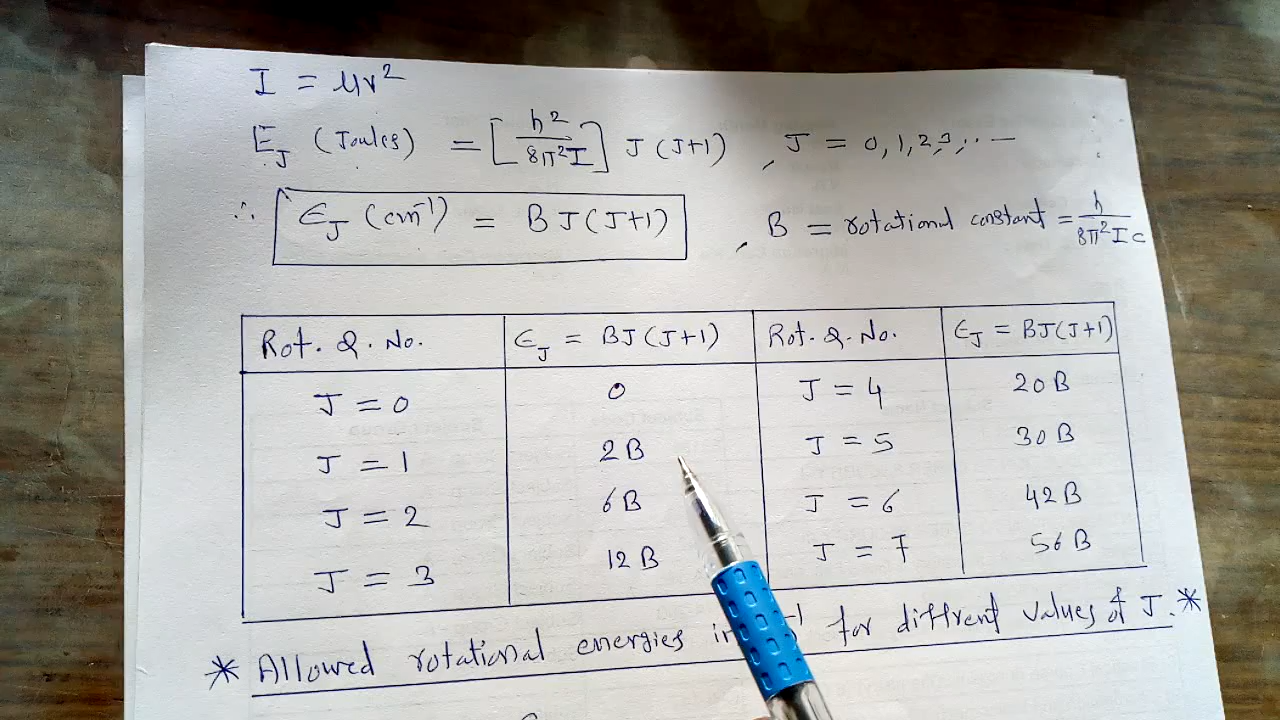 I = μr²
E_J (Joules) = [h²/8π²I] J (J+1) , J = 0, 1, 2, 3, ...
∴ ϵ_J (cm⁻¹) = B J (J+1) , B = rotational constant = h/8π²Ic
Rot. Q. No. ϵ_J = BJ (J+1) Rot. Q. No. ϵ_J = BJ(J+1)
J = 0 0 J = 4 20 B
J = 1 2 B J = 5 30 B
J = 2 6 B J = 6 42 B
J = 3 12 B J = 7 56 B
* Allowed rotational energies in ⁻¹ for different values of J. *